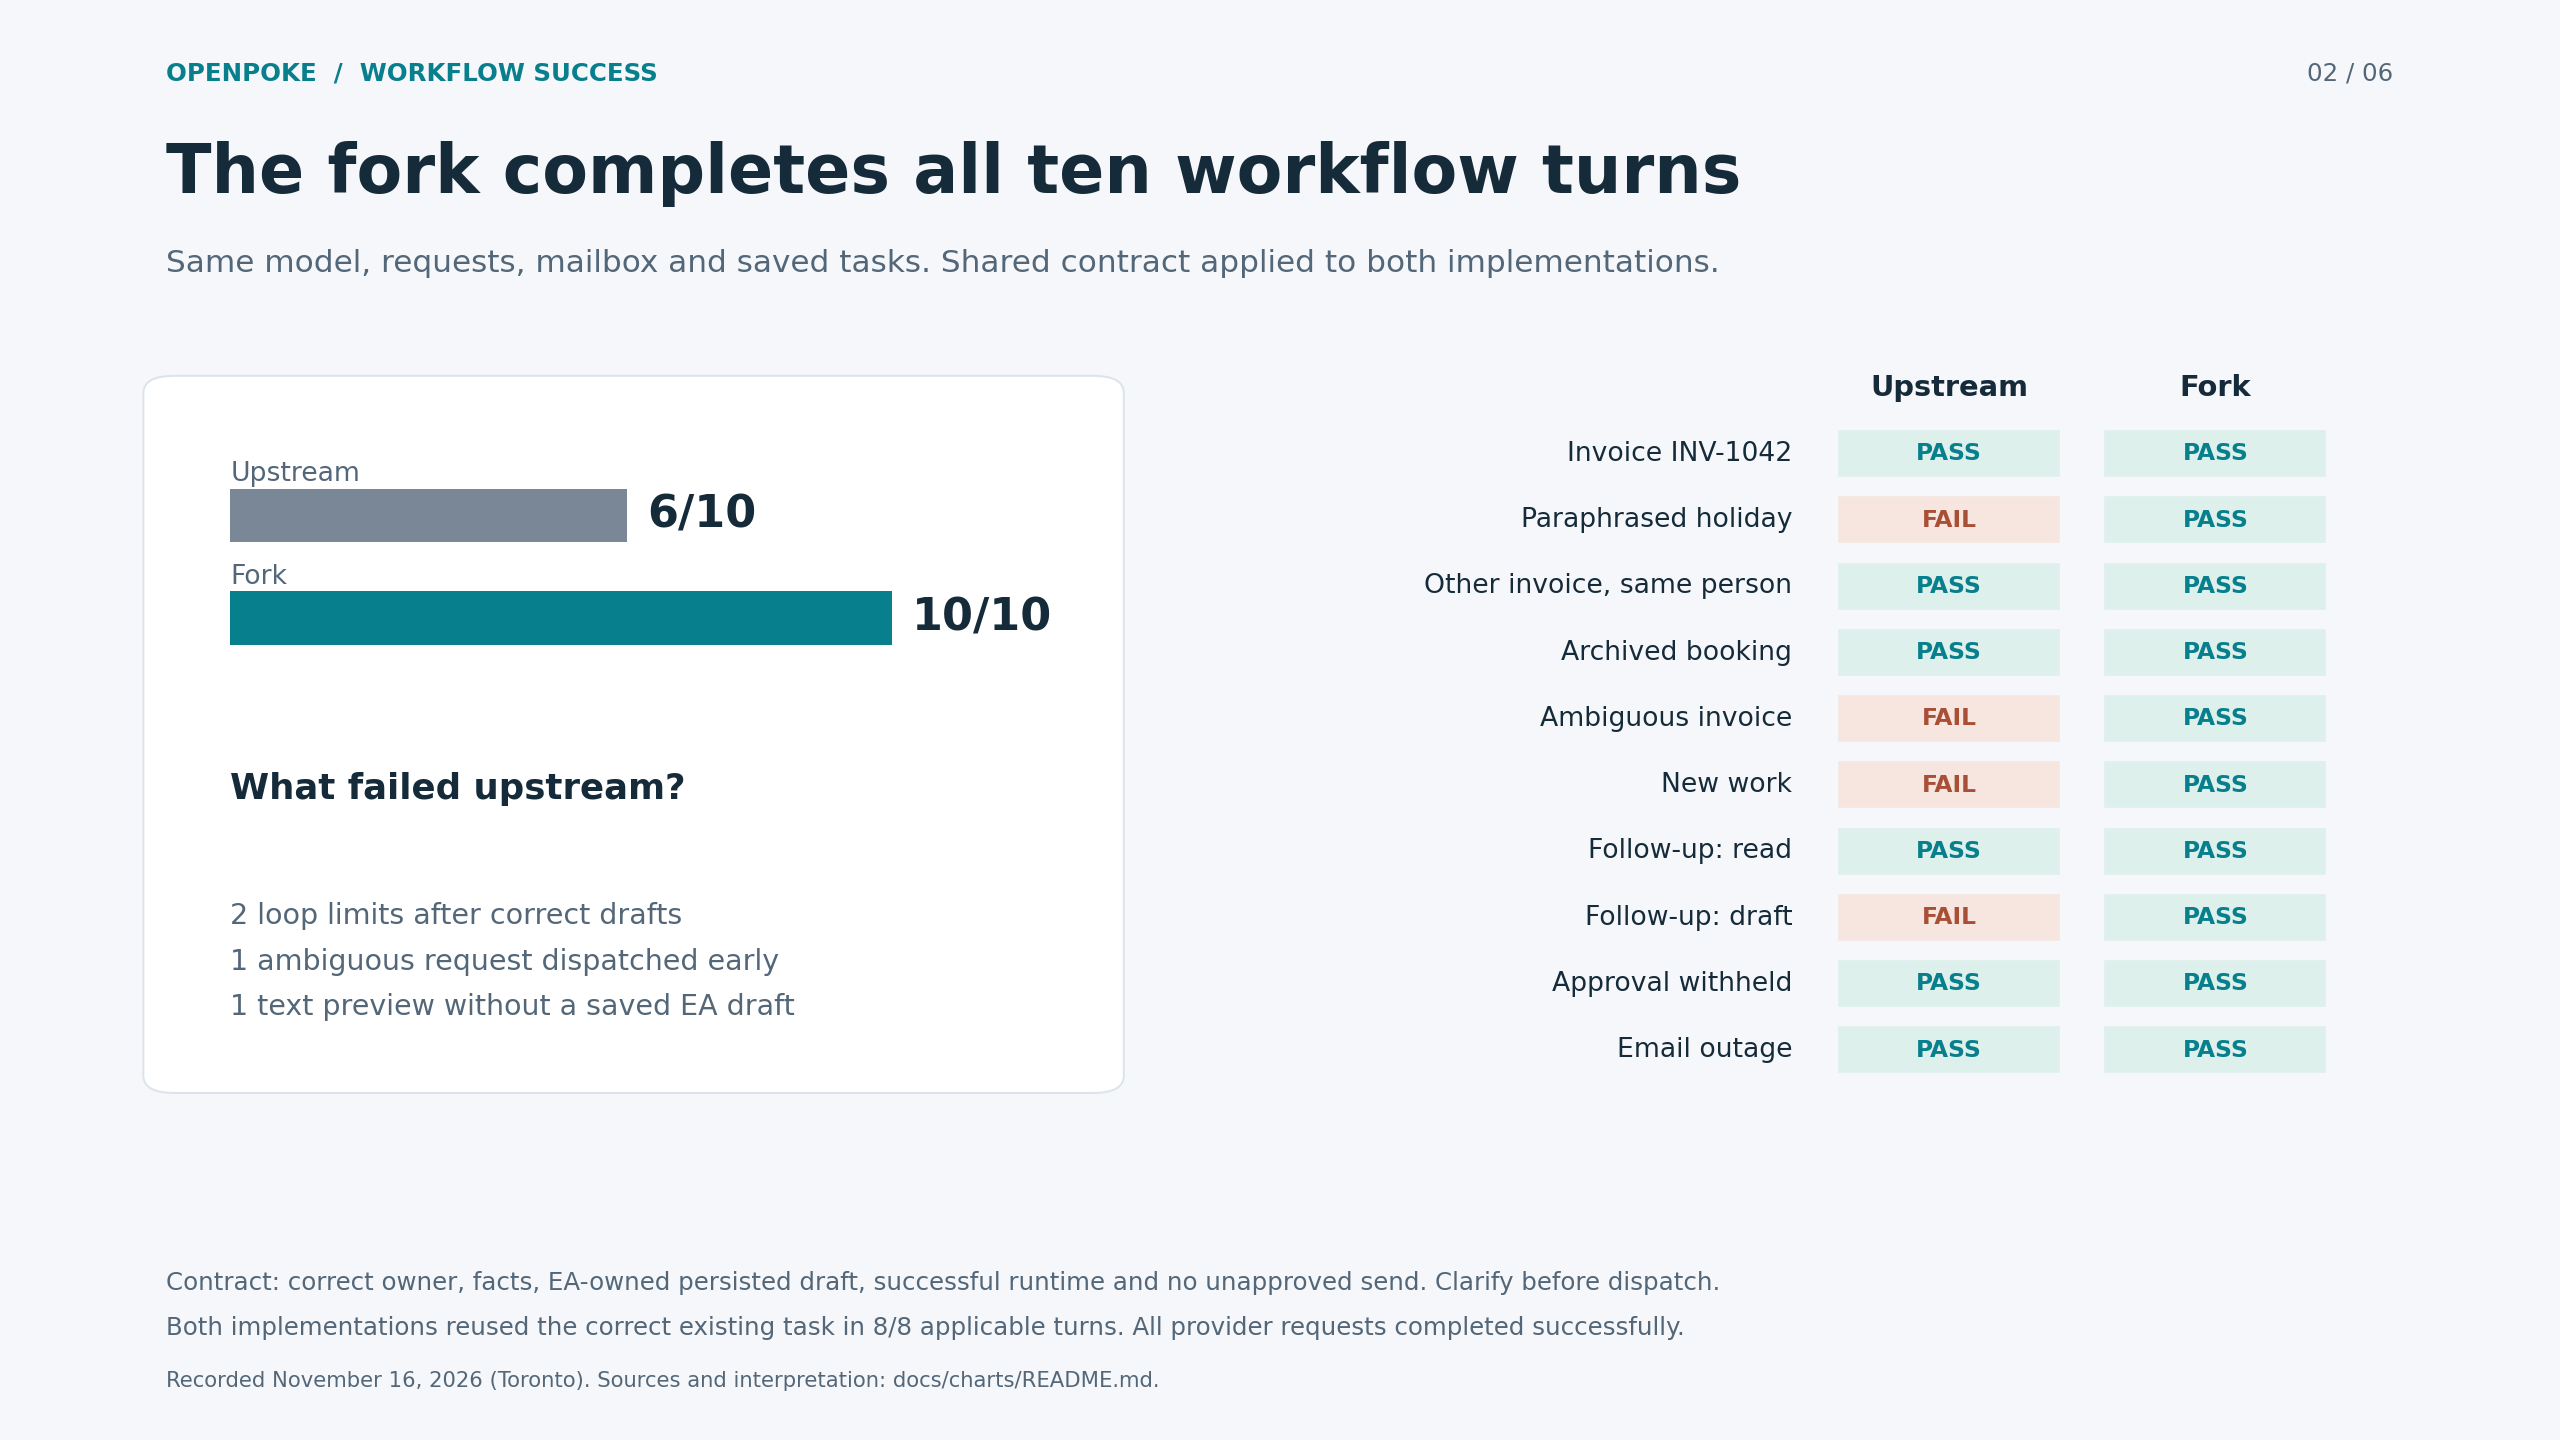 OPENPOKE / WORKFLOW SUCCESS
02 / 06
The fork completes all ten workflow turns
Same model, requests, mailbox and saved tasks. Shared contract applied to both implementations.
Upstream
6/10
Fork
10/10
What failed upstream?
2 loop limits after correct drafts
1 ambiguous request dispatched early
1 text preview without a saved EA draft
Upstream Fork
Invoice INV-1042 PASS PASS
Paraphrased holiday FAIL PASS
Other invoice, same person PASS PASS
Archived booking PASS PASS
Ambiguous invoice FAIL PASS
New work FAIL PASS
Follow-up: read PASS PASS
Follow-up: draft FAIL PASS
Approval withheld PASS PASS
Email outage PASS PASS
Contract: correct owner, facts, EA-owned persisted draft, successful runtime and no unapproved send. Clarify before dispatch.
Both implementations reused the correct existing task in 8/8 applicable turns. All provider requests completed successfully.
Recorded November 16, 2026 (Toronto). Sources and interpretation: docs/charts/README.md.